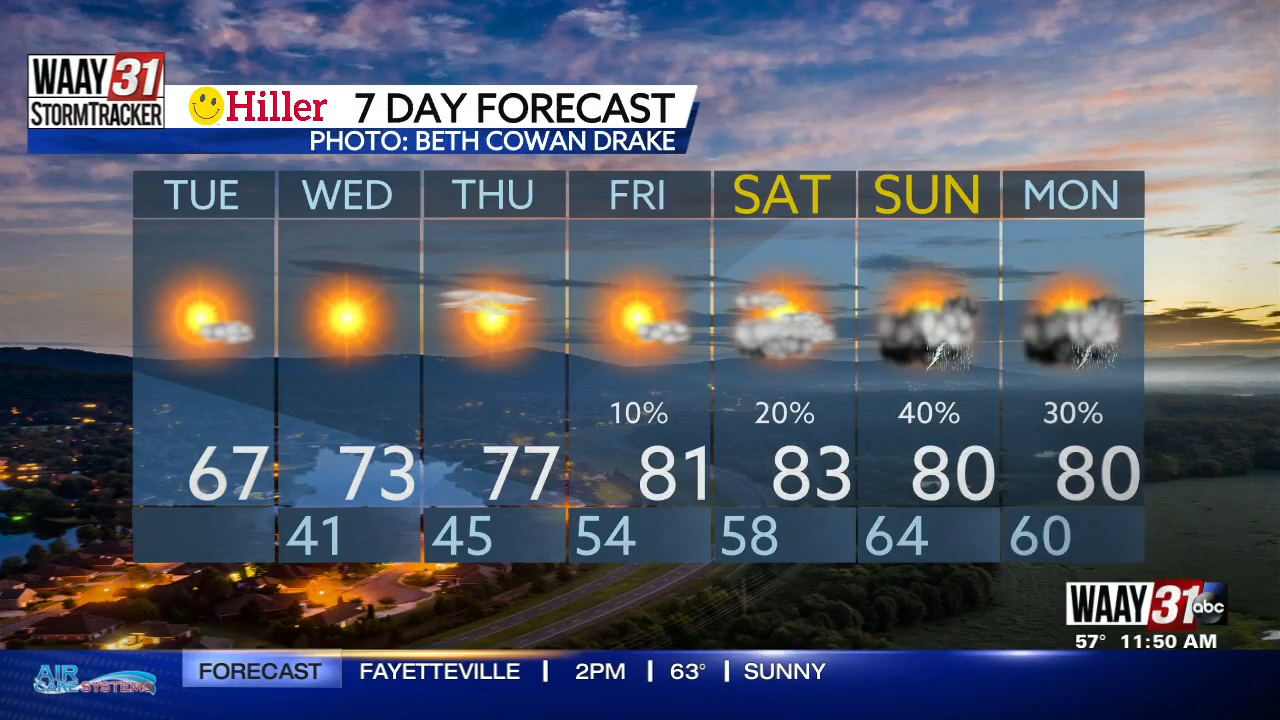 WAAY 31
STORMTRACKER
Hiller 7 DAY FORECAST
PHOTO: BETH COWAN DRAKE
TUE WED THU FRI SAT SUN MON
10% 20% 40% 30%
67 73 77 81 83 80 80
41 45 54 58 64 60
WAAY 31 abc
57° 11:50 AM
AIR CARE SYSTEMS
FORECAST FAYETTEVILLE | 2PM | 63° | SUNNY